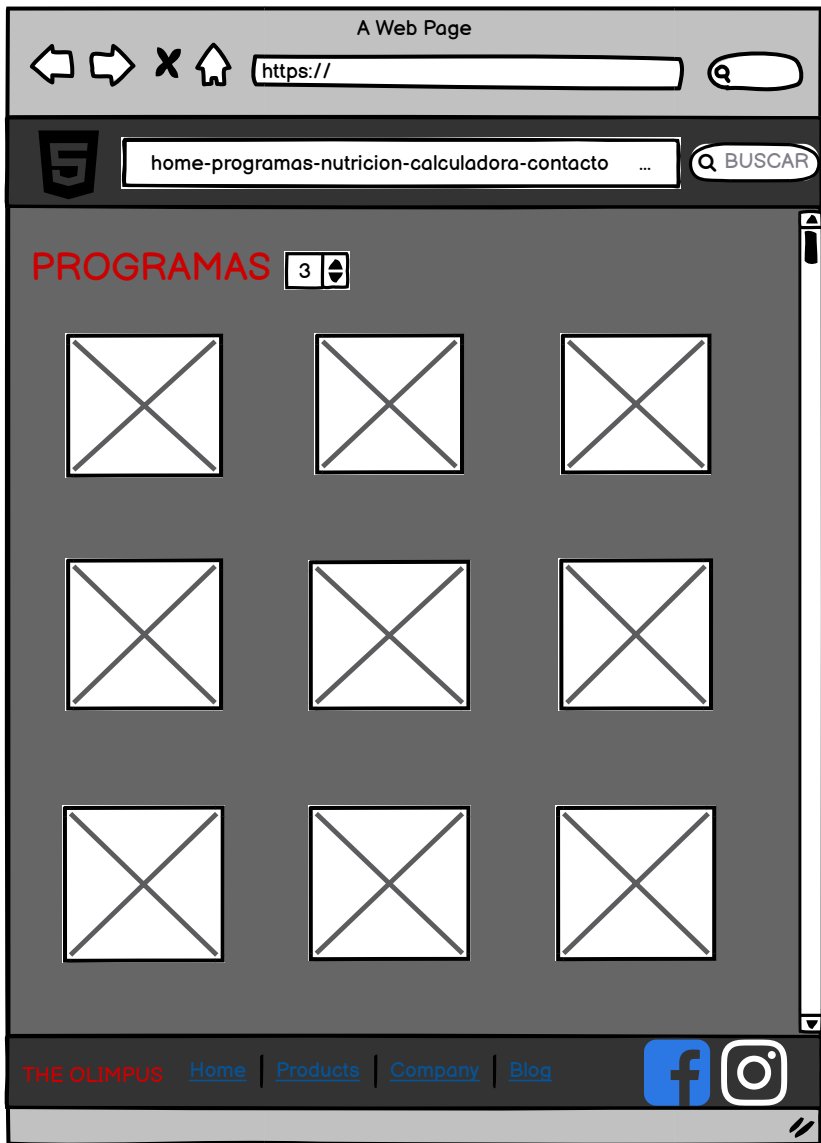 A Web Page
https://
home-programas-nutricion-calculadora-contacto ...
BUSCAR
PROGRAMAS 3
THE OLIMPUS Home Products Company Blog